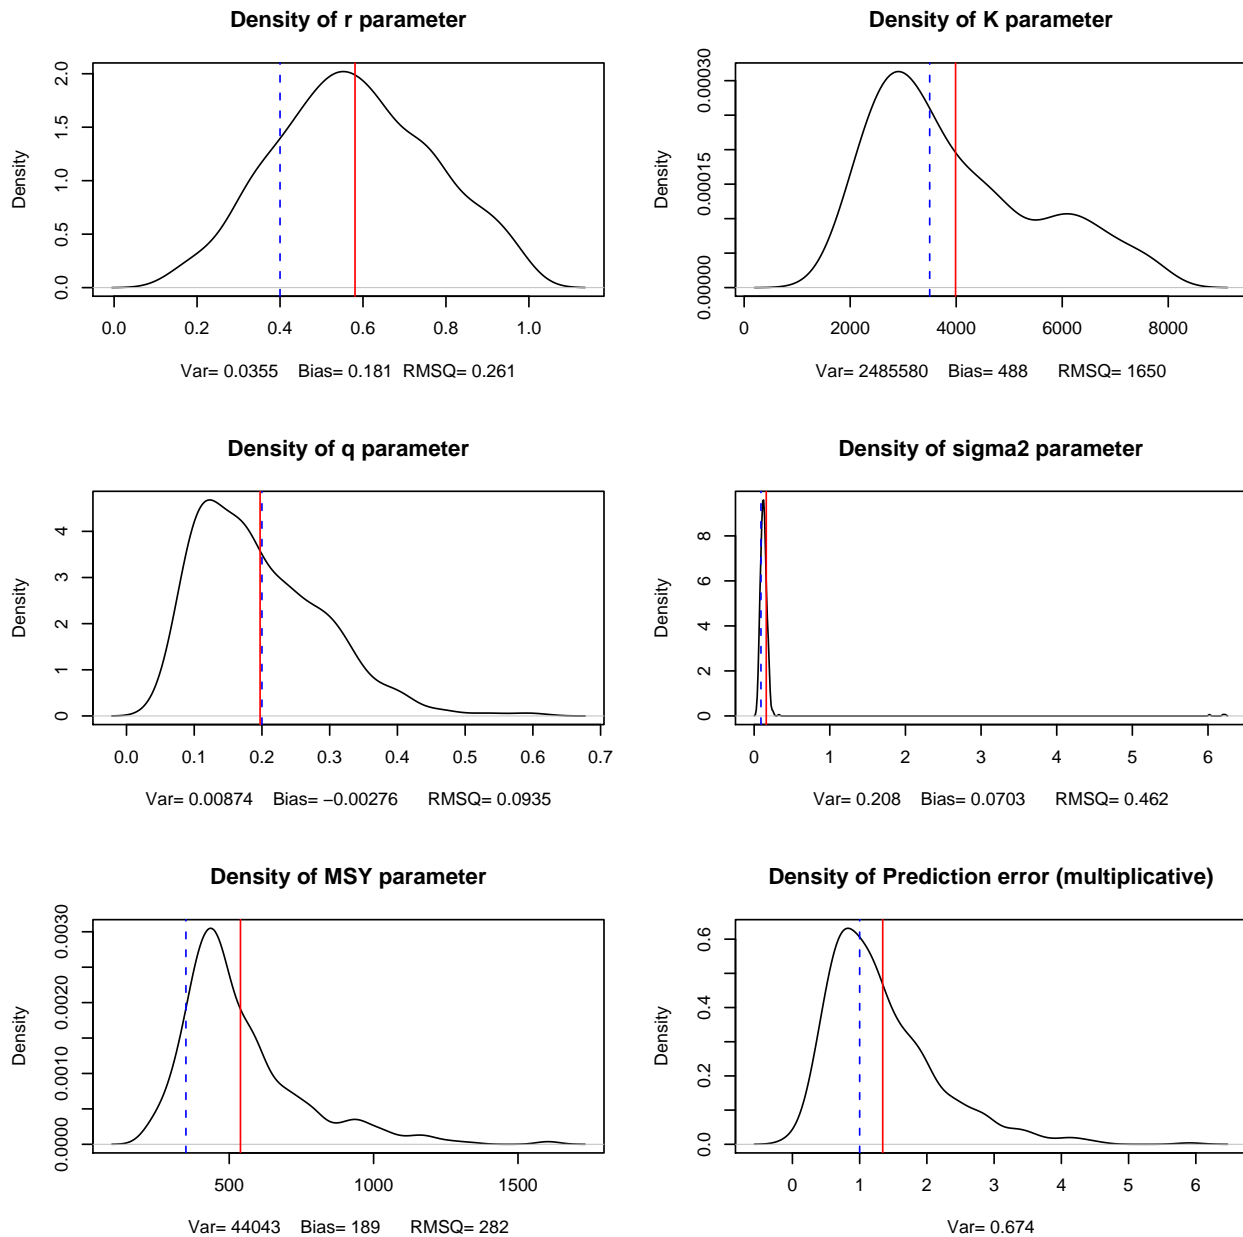 Density of r parameter
Density
0.0
0.5
1.0
1.5
2.0
0.0 0.2 0.4 0.6 0.8 1.0
Var= 0.0355 Bias= 0.181 RMSQ= 0.261
Density of K parameter
Density
0.00000
0.00015
0.00030
0 2000 4000 6000 8000
Var= 2485580 Bias= 488 RMSQ= 1650
Density of q parameter
Density
0
1
2
3
4
0.0 0.1 0.2 0.3 0.4 0.5 0.6 0.7
Var= 0.00874 Bias= −0.00276 RMSQ= 0.0935
Density of sigma2 parameter
Density
0
2
4
6
8
0 1 2 3 4 5 6
Var= 0.208 Bias= 0.0703 RMSQ= 0.462
Density of MSY parameter
Density
0.0000
0.0010
0.0020
0.0030
500 1000 1500
Var= 44043 Bias= 189 RMSQ= 282
Density of Prediction error (multiplicative)
Density
0.0
0.2
0.4
0.6
0 1 2 3 4 5 6
Var= 0.674